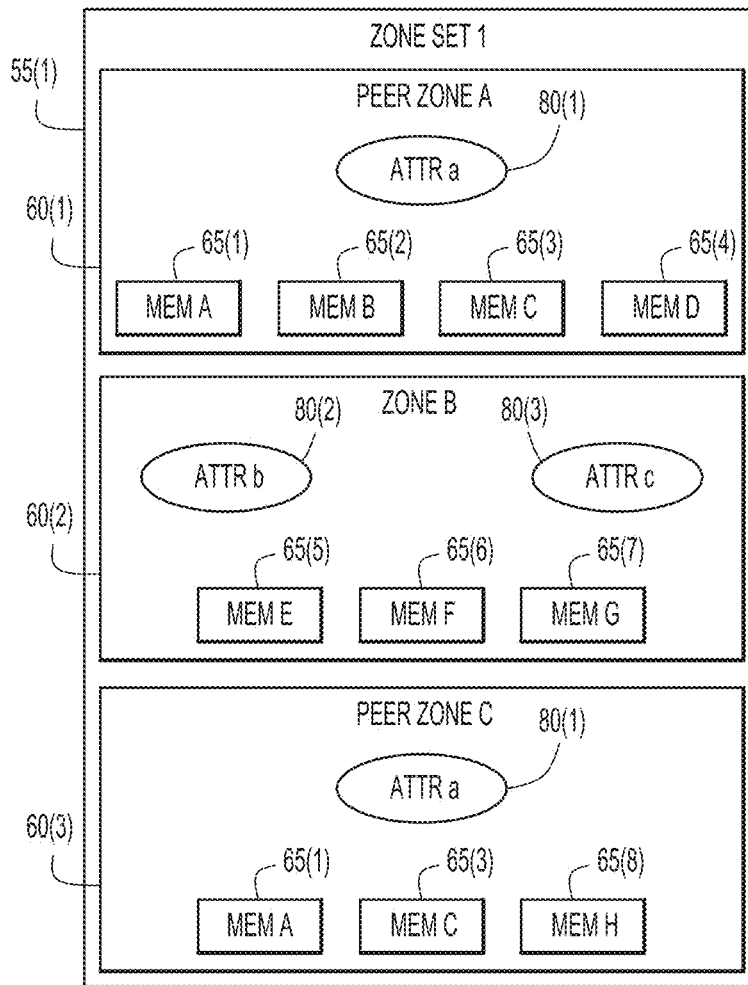 ZONE SET 1
55(1)
PEER ZONE A
80(1)
ATTR a
60(1)
65(1) 65(2) 65(3) 65(4)
MEM A MEM B MEM C MEM D
ZONE B
80(2) 80(3)
ATTR b ATTR c
60(2)
65(5) 65(6) 65(7)
MEM E MEM F MEM G
PEER ZONE C
80(1)
ATTR a
60(3)
65(1) 65(3) 65(8)
MEM A MEM C MEM H